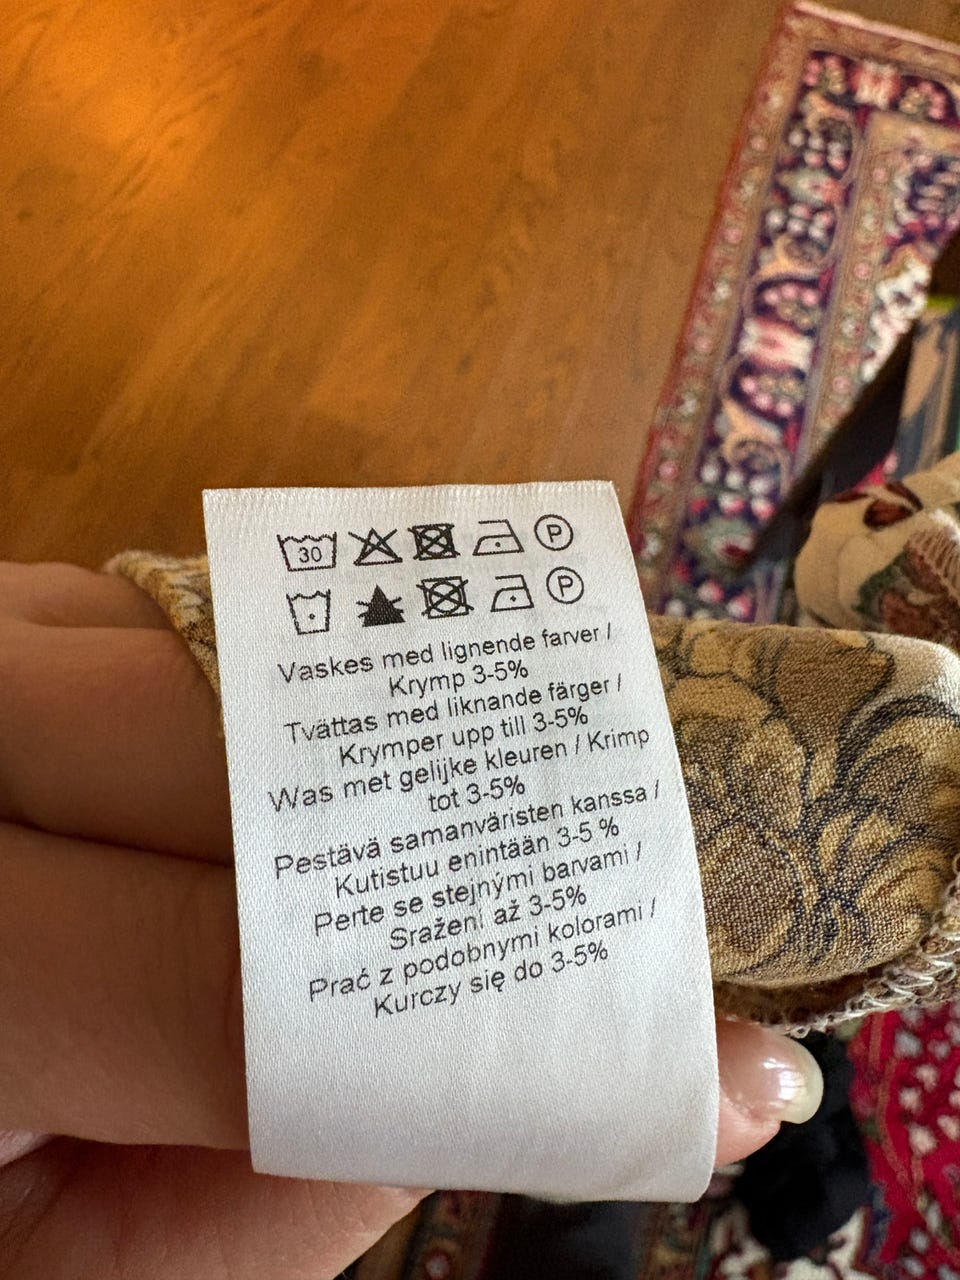 30 P
P
Vaskes med lignende farver /
Krymp 3-5%
Tvättas med liknande färger /
Krymper upp till 3-5%
Was met gelijke kleuren / Krimp
tot 3-5%
Pestävä samanväristen kanssa /
Kutistuu enintään 3-5 %
Perte se stejnými barvami /
Sražení až 3-5%
Prać z podobnymi kolorami /
Kurczy się do 3-5%